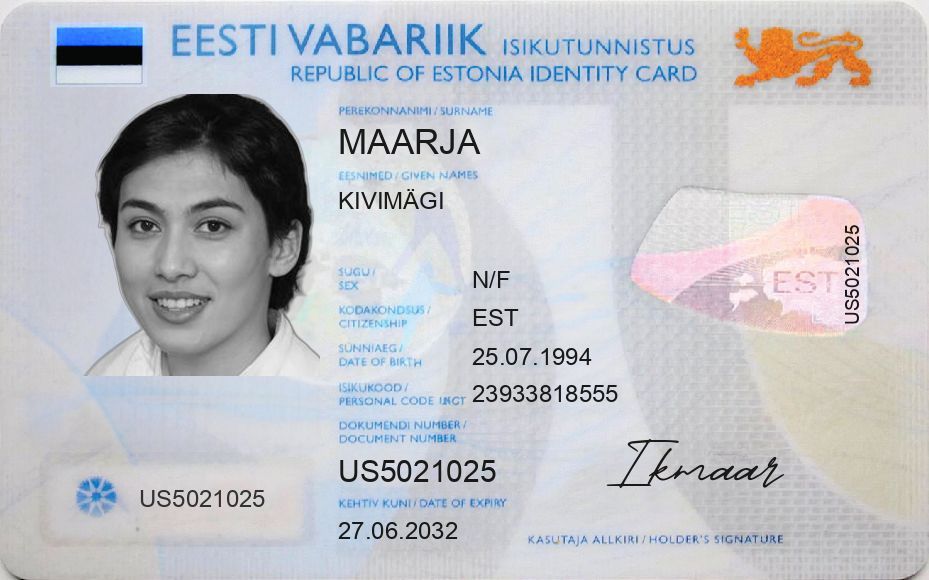 EESTI VABARIIK ISIKUTUNNISTUS
REPUBLIC OF ESTONIA IDENTITY CARD
PEREKONNANIMI / SURNAME
MAARJA
EESNIMED / GIVEN NAMES
KIVIMÄGI
SUGU / SEX
N/F
KODAKONDSUS / CITIZENSHIP
EST
SÜNNIAEG / DATE OF BIRTH
25.07.1994
ISIKUKOOD / PERSONAL CODE
23933818555
DOKUMENDI NUMBER / DOCUMENT NUMBER
US5021025
KEHTIV KUNI / DATE OF EXPIRY
27.06.2032
US5021025
EST
US5021025
Ikmaar
KASUTAJA ALLKIRI / HOLDER'S SIGNATURE